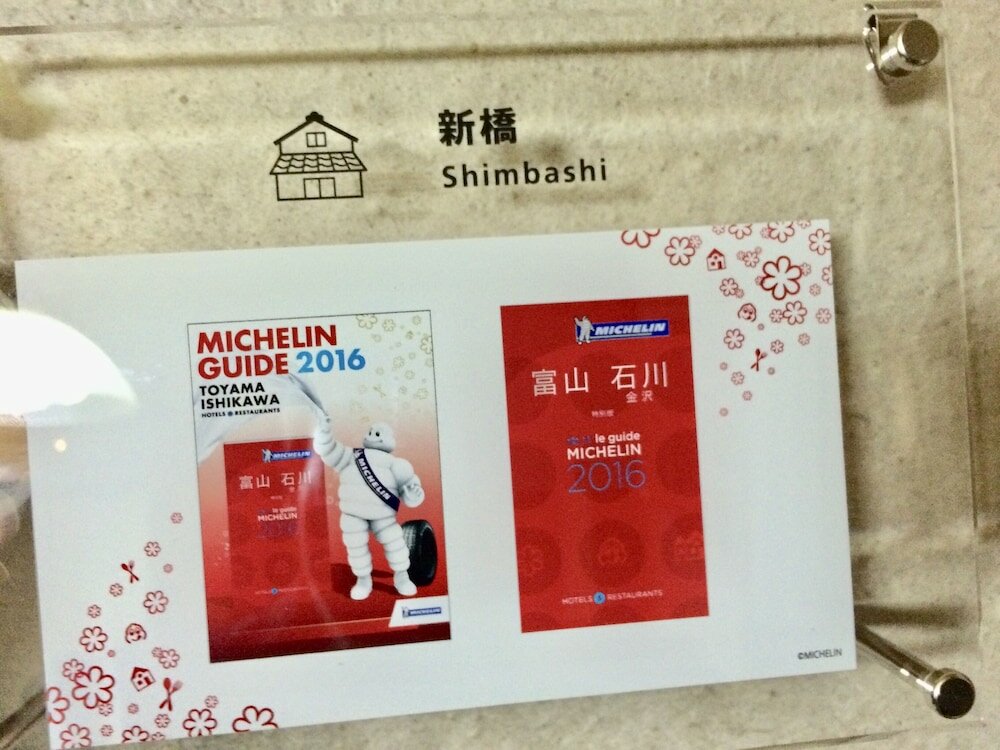 新橋
Shimbashi
MICHELIN
GUIDE 2016
TOYAMA
ISHIKAWA
HOTELS RESTAURANTS
MICHELIN
富山 石川
le guide
MICHELIN
MICHELIN
MICHELIN
MICHELIN
富山 石川
金沢
特別版
le guide
MICHELIN
2016
HOTELS RESTAURANTS
©MICHELIN